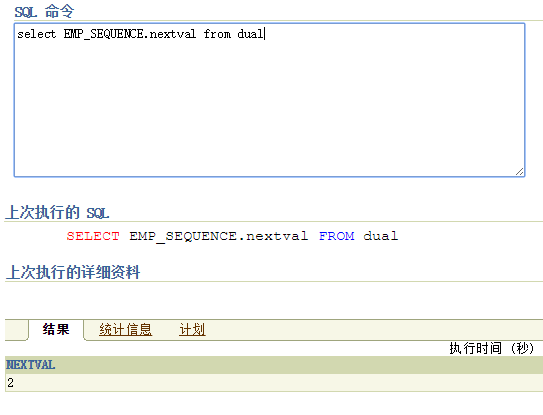 SQL 命令
select EMP_SEQUENCE.nextval from dual
上次执行的 SQL
SELECT EMP_SEQUENCE.nextval FROM dual
上次执行的详细资料
结果 统计信息 计划
执行时间 (秒)
NEXTVAL
2